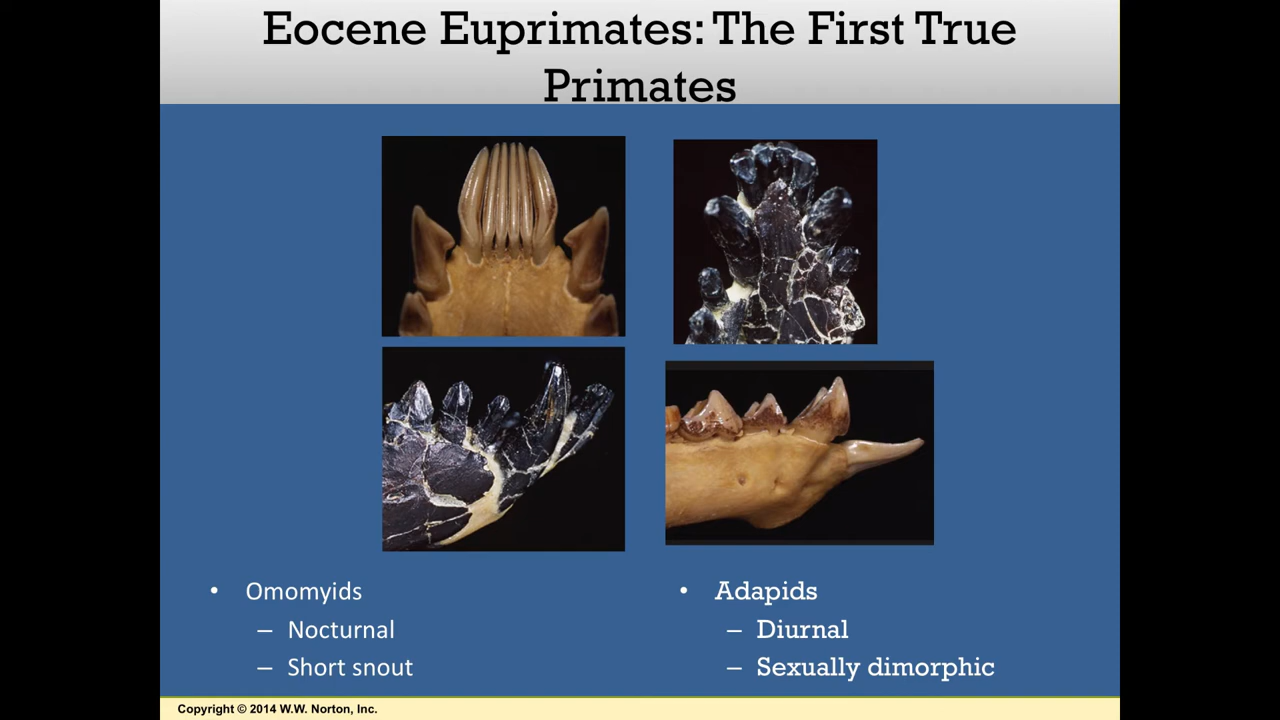 Eocene Euprimates: The First True
Primates
• Omomyids
– Nocturnal
– Short snout
• Adapids
– Diurnal
– Sexually dimorphic
Copyright © 2014 W.W. Norton, Inc.